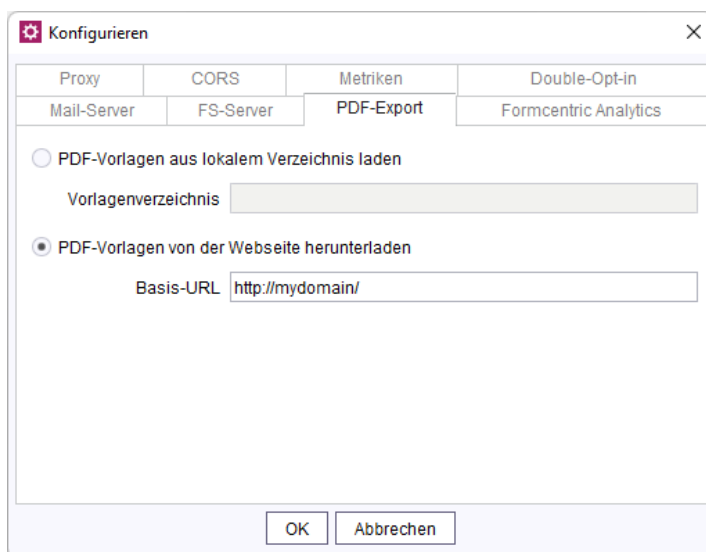 Konfigurieren
Proxy CORS Metriken Double-Opt-in
Mail-Server FS-Server PDF-Export Formcentric Analytics
PDF-Vorlagen aus lokalem Verzeichnis laden
Vorlagenverzeichnis
PDF-Vorlagen von der Webseite herunterladen
Basis-URL http://mydomain/
OK Abbrechen